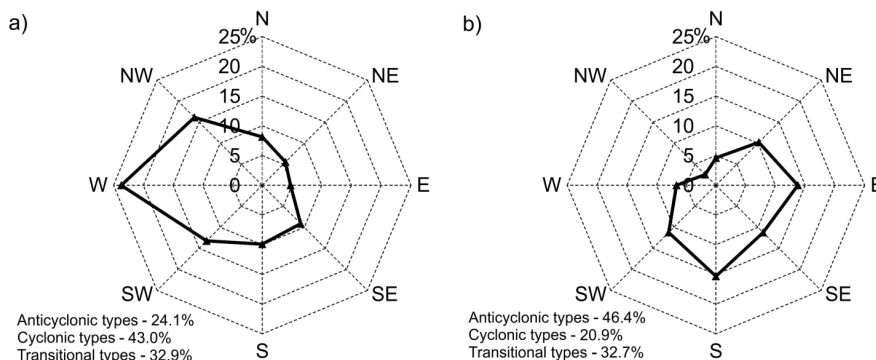 a)
N
25%
NW
NE
20
15
10
5
W
0
E
SW
SE
S
Anticyclonic types - 24.1%
Cyclonic types - 43.0%
Transitional types - 32.9%
b)
N
25%
NW
NE
20
15
10
5
W
0
E
SW
SE
S
Anticyclonic types - 46.4%
Cyclonic types - 20.9%
Transitional types - 32.7%